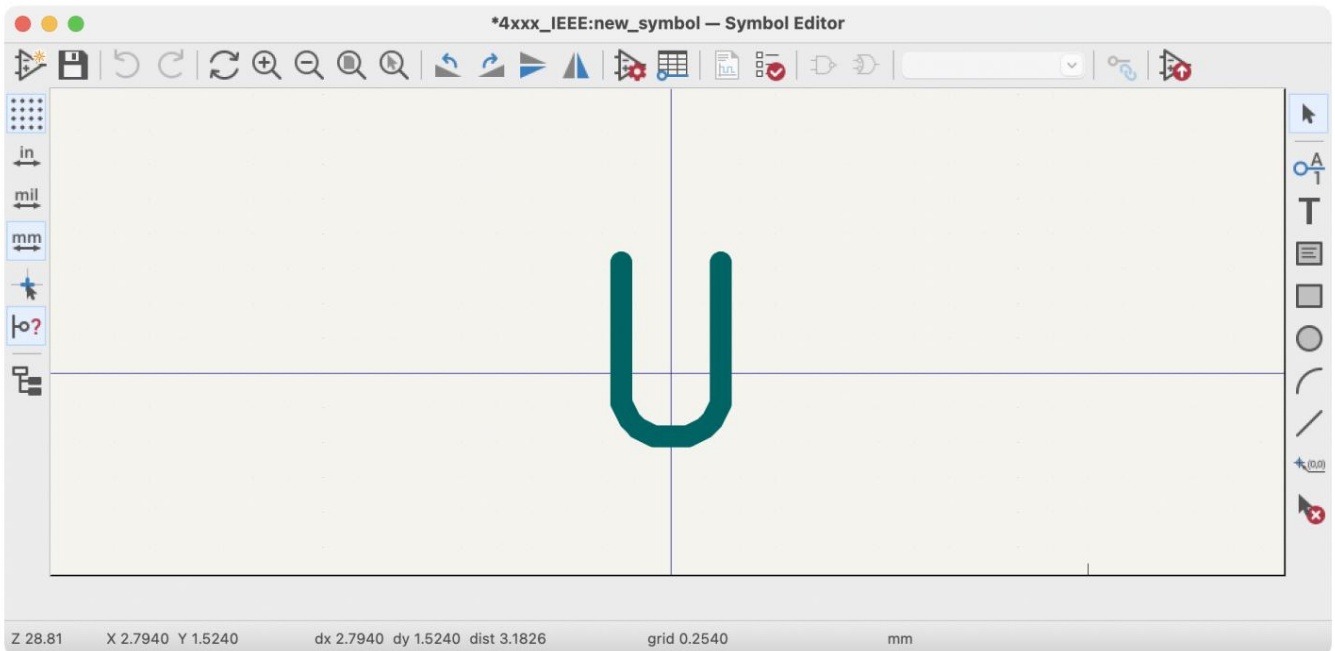 *4xxx_IEEE:new_symbol — Symbol Editor
in
mil
mm
?
A
1
T
(0,0)
U
Z 28.81 X 2.7940 Y 1.5240 dx 2.7940 dy 1.5240 dist 3.1826 grid 0.2540 mm